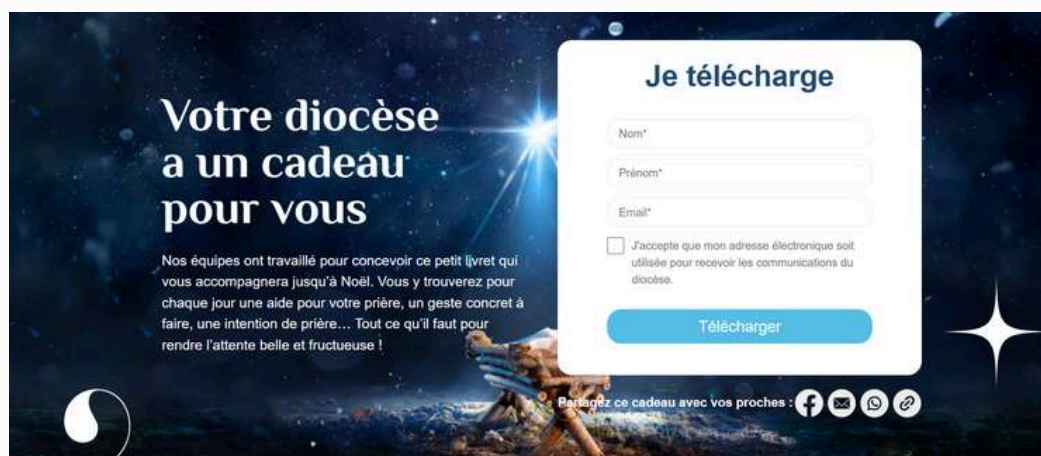 Votre diocèse
a un cadeau
pour vous
Nos équipes ont travaillé pour concevoir ce petit livret qui
vous accompagnera jusqu'à Noël. Vous y trouverez pour
chaque jour une aide pour votre prière, un geste concret à
faire, une intention de prière… Tout ce qu'il faut pour
rendre l'attente belle et fructueuse !
Je télécharge
Nom*
Prénom*
Email*
J'accepte que mon adresse électronique soit
utilisée pour recevoir les communications du
diocèse.
Télécharger
Partagez ce cadeau avec vos proches :